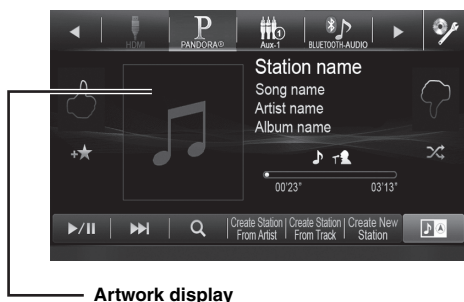 HDMI
P
PANDORA®
1
Aux-1
BLUETOOTH-AUDIO
Station name
Song name
Artist name
Album name
00'23"
03'13"
Create Station
From Artist
Create Station
From Track
Create New
Station
Artwork display